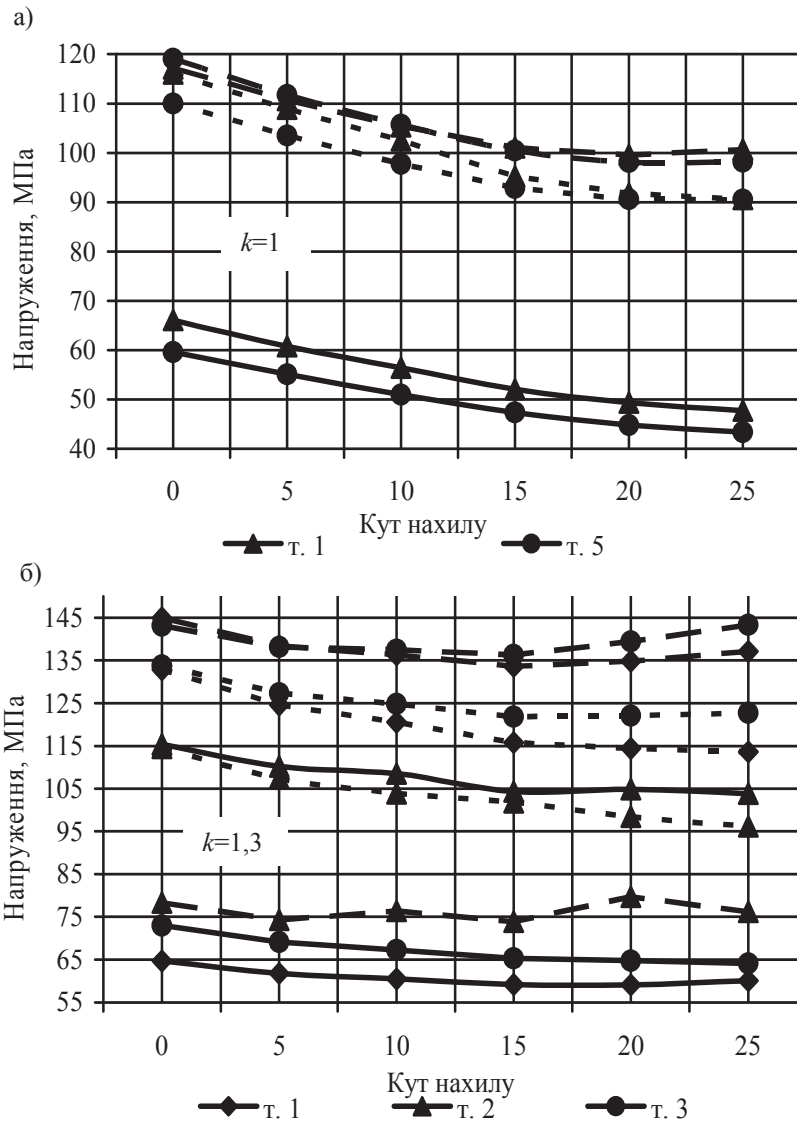 а)
120
110
100
90
80
70
60
50
40
Напруження, МПа
k=1
0 5 10 15 20 25
Кут нахилу
т. 1 т. 5
б)
145
135
125
115
105
95
85
75
65
55
Напруження, МПа
k=1,3
0 5 10 15 20 25
Кут нахилу
т. 1 т. 2 т. 3